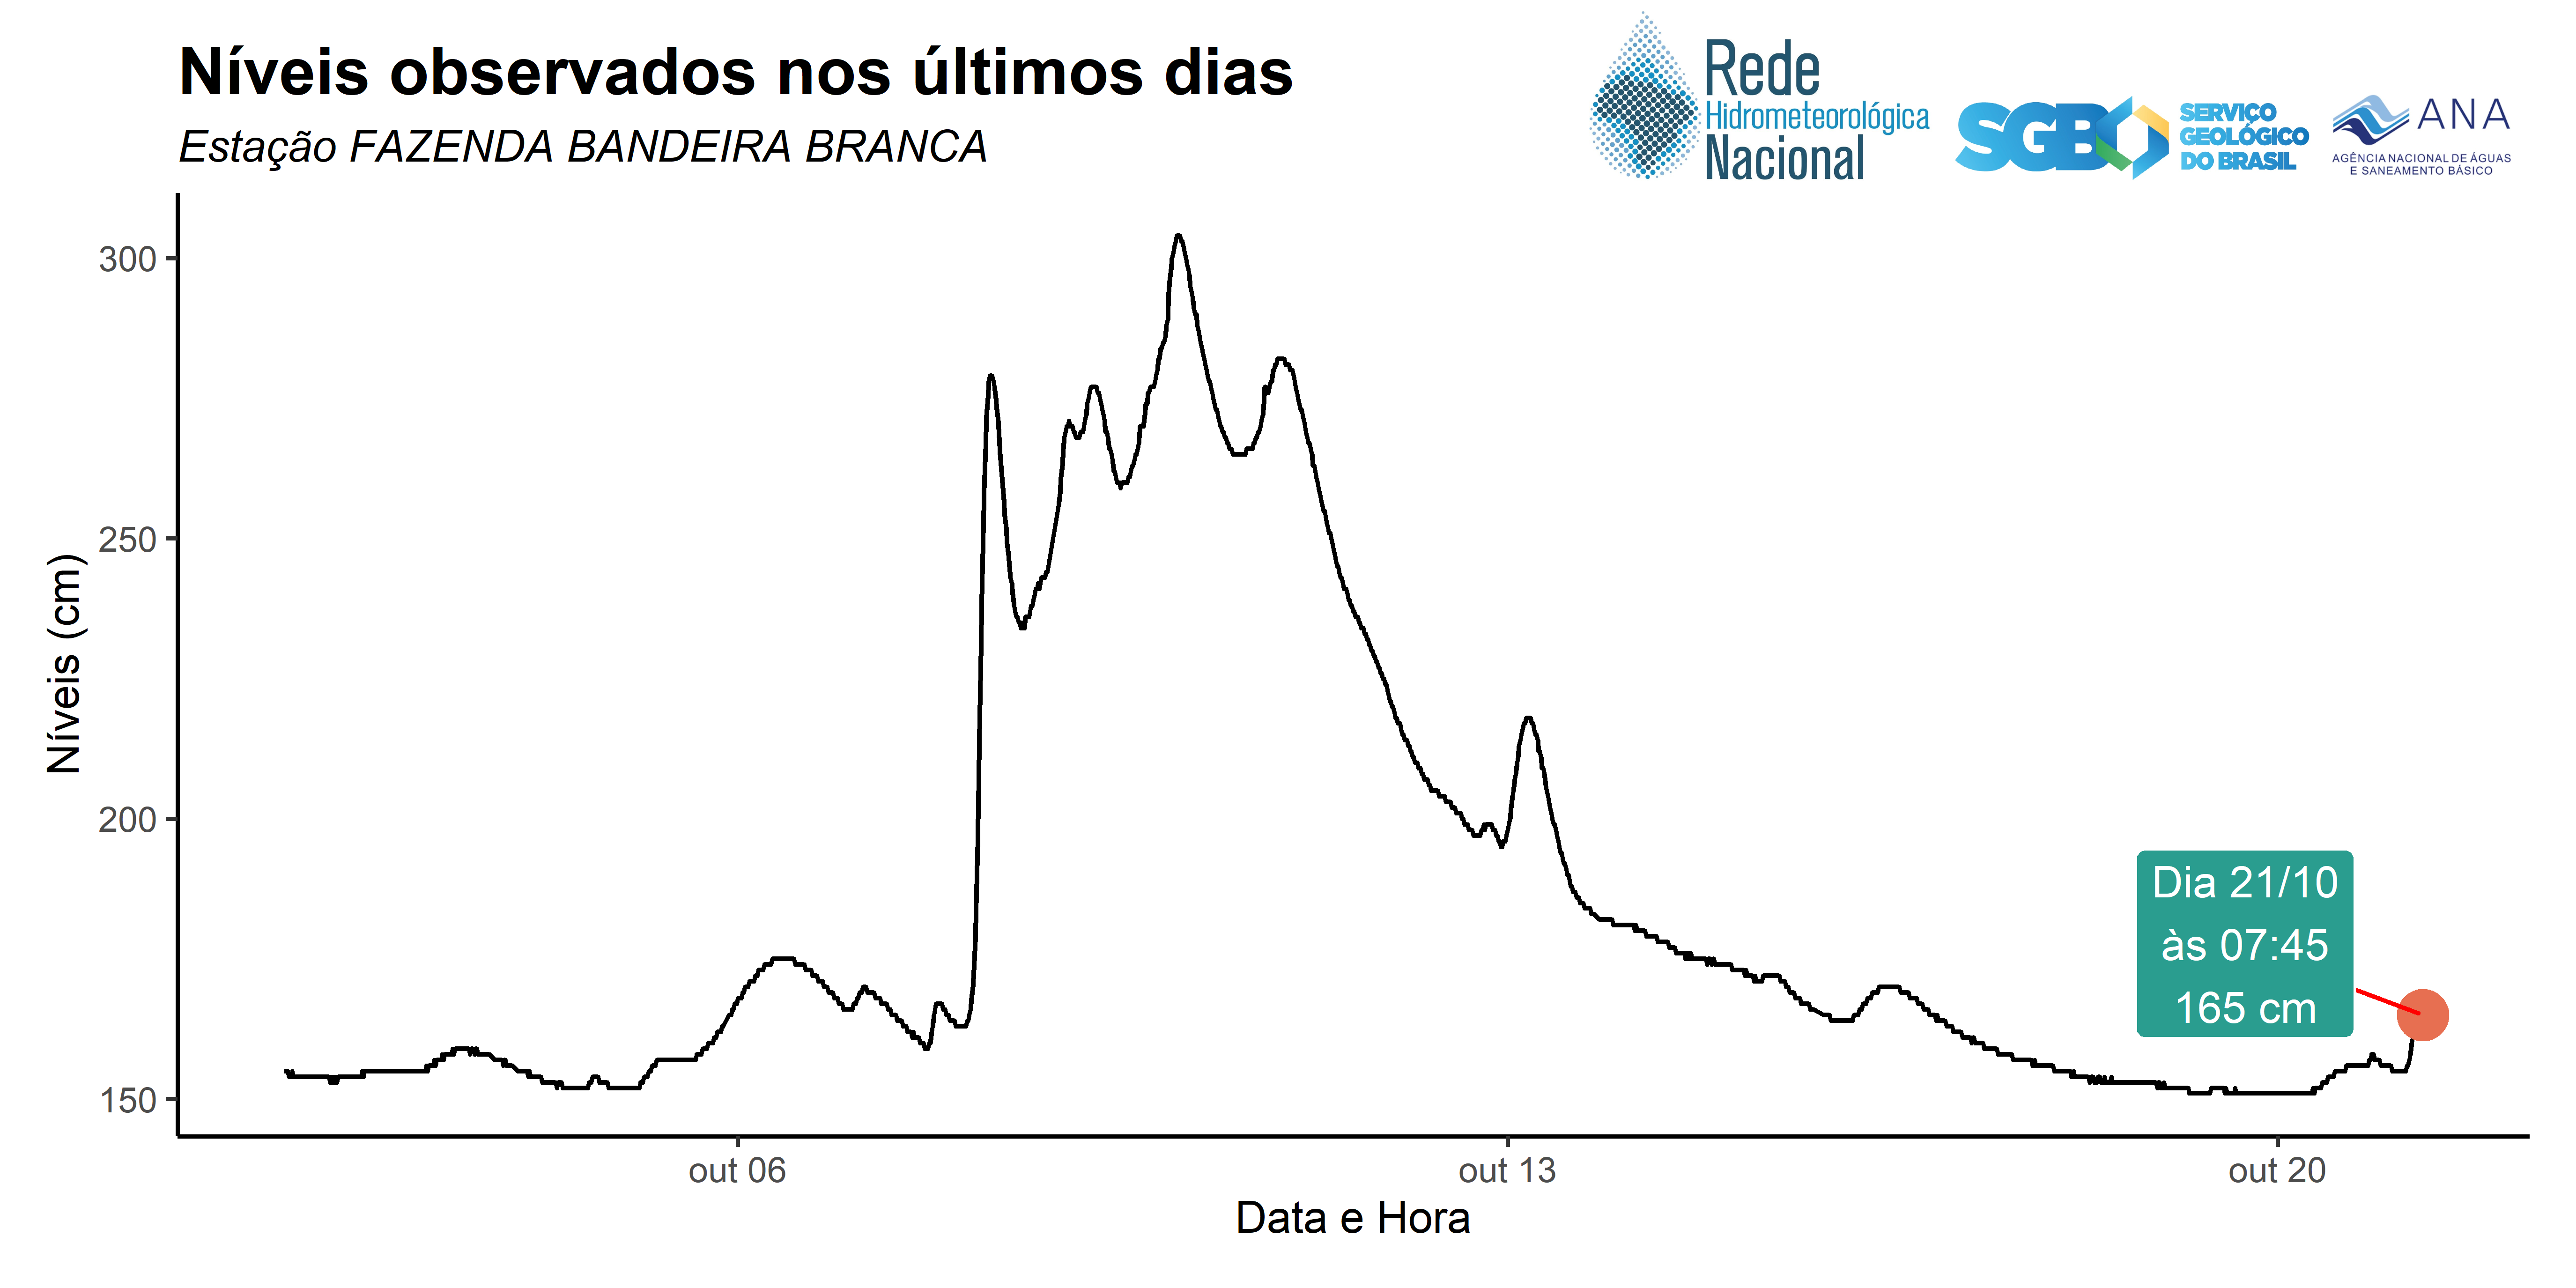 Níveis observados nos últimos dias
Estação FAZENDA BANDEIRA BRANCA
Rede
Hidrometeorológica
Nacional
SGB
SERVIÇO
GEOLÓGICO
DO BRASIL
ANA
AGÊNCIA NACIONAL DE ÁGUAS
E SANEAMENTO BÁSICO
Níveis (cm)
300
250
200
150
Dia 21/10
às 07:45
165 cm
out 06
out 13
out 20
Data e Hora